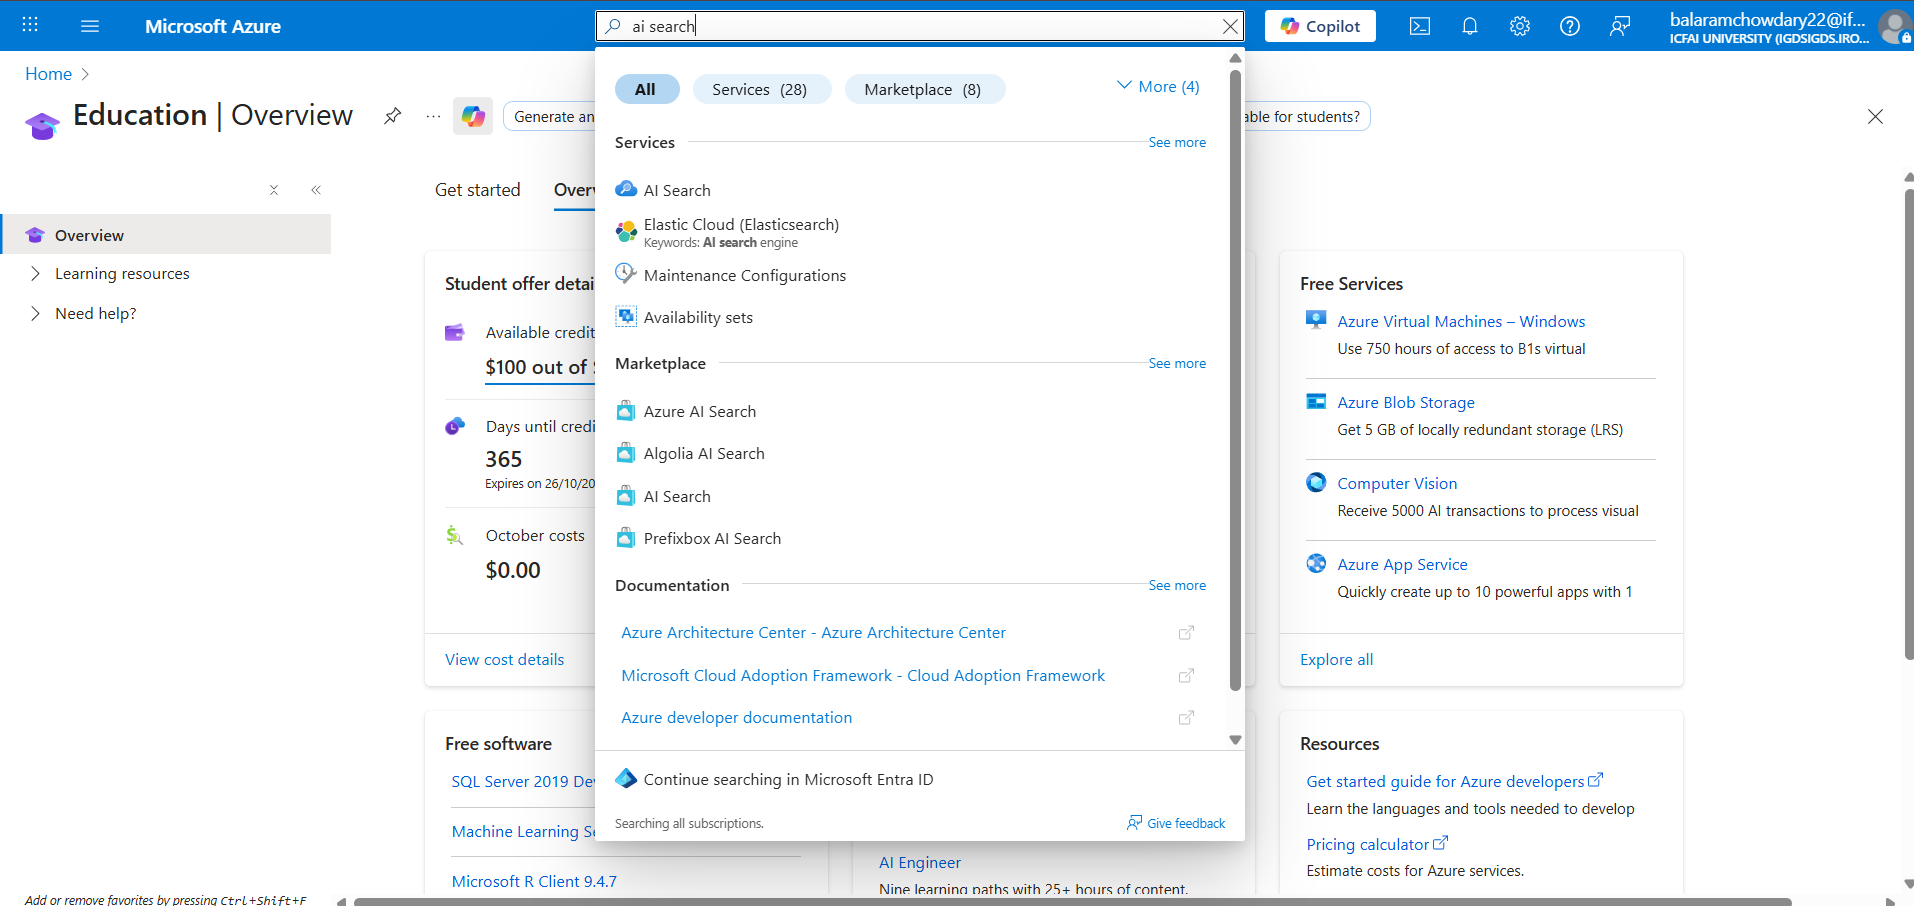 Microsoft Azure
ai search
Copilot
balaramchowdary22@if...
ICFAI UNIVERSITY (IGDSIGDS.IRO...
Home
Education | Overview
...
Generate an
able for students?
All
Services (28)
Marketplace (8)
More (4)
Services
See more
AI Search
Elastic Cloud (Elasticsearch)
Keywords: AI search engine
Maintenance Configurations
Availability sets
Marketplace
See more
Azure AI Search
Algolia AI Search
AI Search
Prefixbox AI Search
Documentation
See more
Azure Architecture Center - Azure Architecture Center
Microsoft Cloud Adoption Framework - Cloud Adoption Framework
Azure developer documentation
Continue searching in Microsoft Entra ID
Searching all subscriptions.
Give feedback
Overview
Learning resources
Need help?
Get started
Over
Student offer detai
Available credit
$100 out of
Days until credi
365
Expires on 26/10/20
October costs
$0.00
View cost details
Free Services
Azure Virtual Machines – Windows
Use 750 hours of access to B1s virtual
Azure Blob Storage
Get 5 GB of locally redundant storage (LRS)
Computer Vision
Receive 5000 AI transactions to process visual
Azure App Service
Quickly create up to 10 powerful apps with 1
Explore all
Free software
SQL Server 2019 De
Machine Learning Se
Microsoft R Client 9.4.7
AI Engineer
Nine learning paths with 25+ hours of content.
Resources
Get started guide for Azure developers
Learn the languages and tools needed to develop
Pricing calculator
Estimate costs for Azure services.
Add or remove favorites by pressing Ctrl+Shift+F